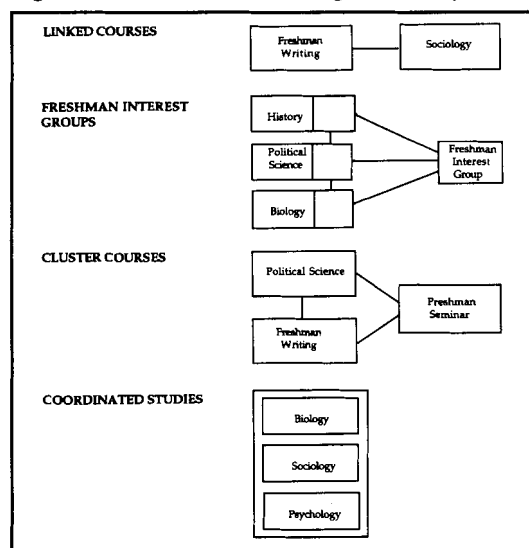 LINKED COURSES
Freshman
Writing
Sociology
FRESHMAN INTEREST
GROUPS
History
Political
Science
Biology
Freshman
Interest
Group
CLUSTER COURSES
Political Science
Freshman
Writing
Freshman
Seminar
COORDINATED STUDIES
Biology
Sociology
Psychology